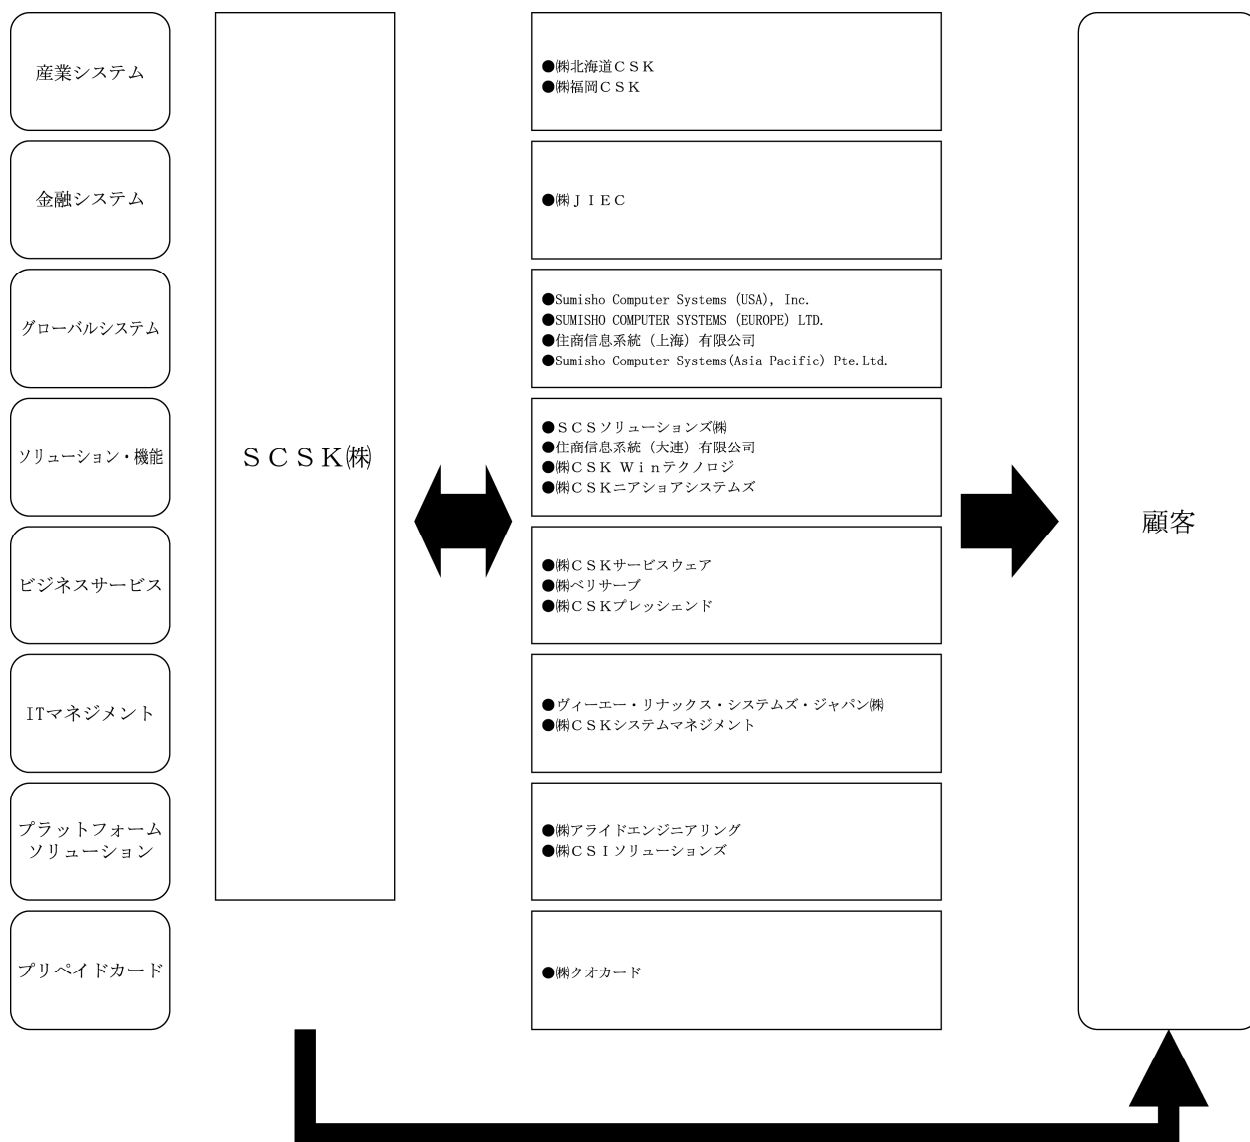 産業システム
●㈱北海道ＣＳＫ
●㈱福岡ＣＳＫ
金融システム
●㈱ＪＩＥＣ
グローバルシステム
●Sumisho Computer Systems (USA), Inc.
●SUMISHO COMPUTER SYSTEMS (EUROPE) LTD.
●住商信息系統（上海）有限公司
●Sumisho Computer Systems(Asia Pacific) Pte.Ltd.
ソリューション・機能
●ＳＣＳソリューションズ㈱
●住商信息系統（大連）有限公司
●㈱ＣＳＫ Ｗｉｎテクノロジ
●㈱ＣＳＫニアショアシステムズ
ＳＣＳＫ㈱
顧客
ビジネスサービス
●㈱ＣＳＫサービスウェア
●㈱ベリサーブ
●㈱ＣＳＫプレッシェンド
ITマネジメント
●ヴィーエー・リナックス・システムズ・ジャパン㈱
●㈱ＣＳＫシステムマネジメント
プラットフォーム
ソリューション
●㈱アライドエンジニアリング
●㈱ＣＳＩソリューションズ
プリペイドカード
●㈱クオカード